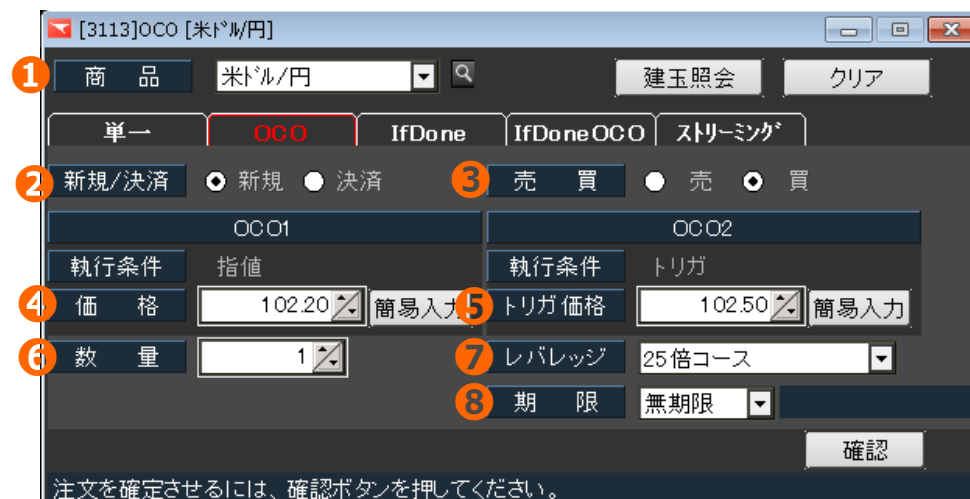 [3113]OCO [米ﾄﾞﾙ/円]
1 商 品 米ﾄﾞﾙ/円 建玉照会 クリア
単一 OCO IfDone IfDoneOCO ｽﾄﾘｰﾐﾝｸﾞ
2 新規/決済 新規 決済 3 売 買 売 買
OCO1 OCO2
執行条件 指値 執行条件 トリガ
4 価 格 102.20 簡易入力 5 トリガ価格 102.50 簡易入力
6 数 量 1 7 レバレッジ 25倍コース
8 期 限 無期限
確認
注文を確定させるには、確認ボタンを押してください。